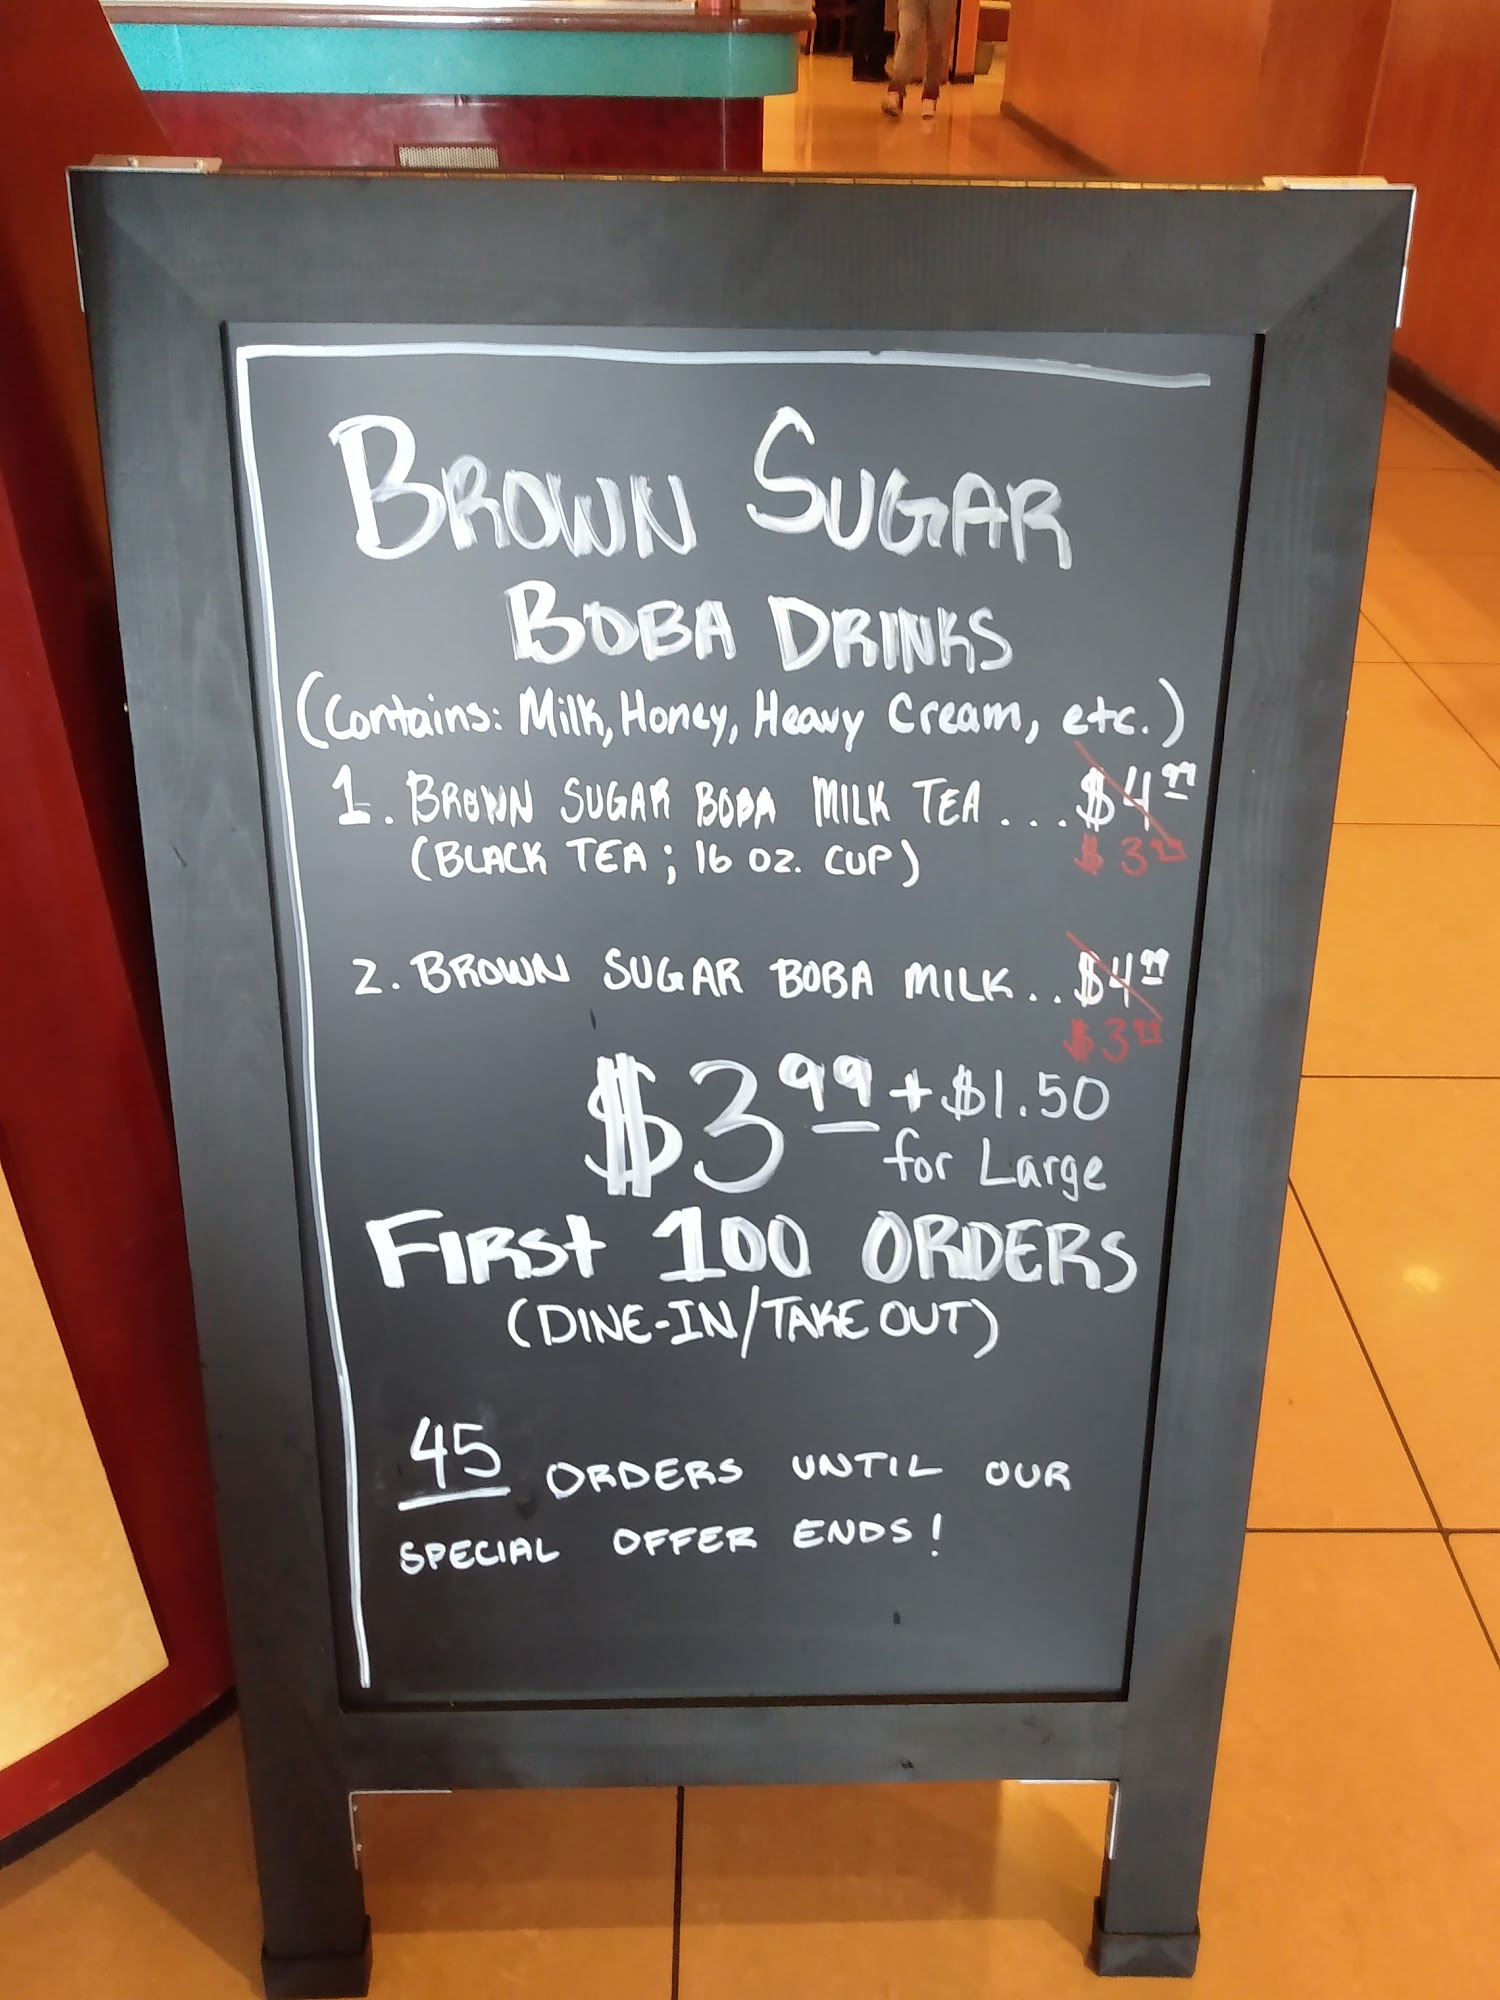 BROWN SUGAR
BOBA DRINKS
(Contains: Milk, Honey, Heavy Cream, etc.)
1. BROWN SUGAR BOBA MILK TEA... $4.99
(BLACK TEA; 16 OZ. CUP) $3.99
2. BROWN SUGAR BOBA MILK.. $4.99
$3.99
$3.99 + $1.50
for Large
FIRST 100 ORDERS
(DINE-IN/TAKE OUT)
45 ORDERS UNTIL OUR
SPECIAL OFFER ENDS!